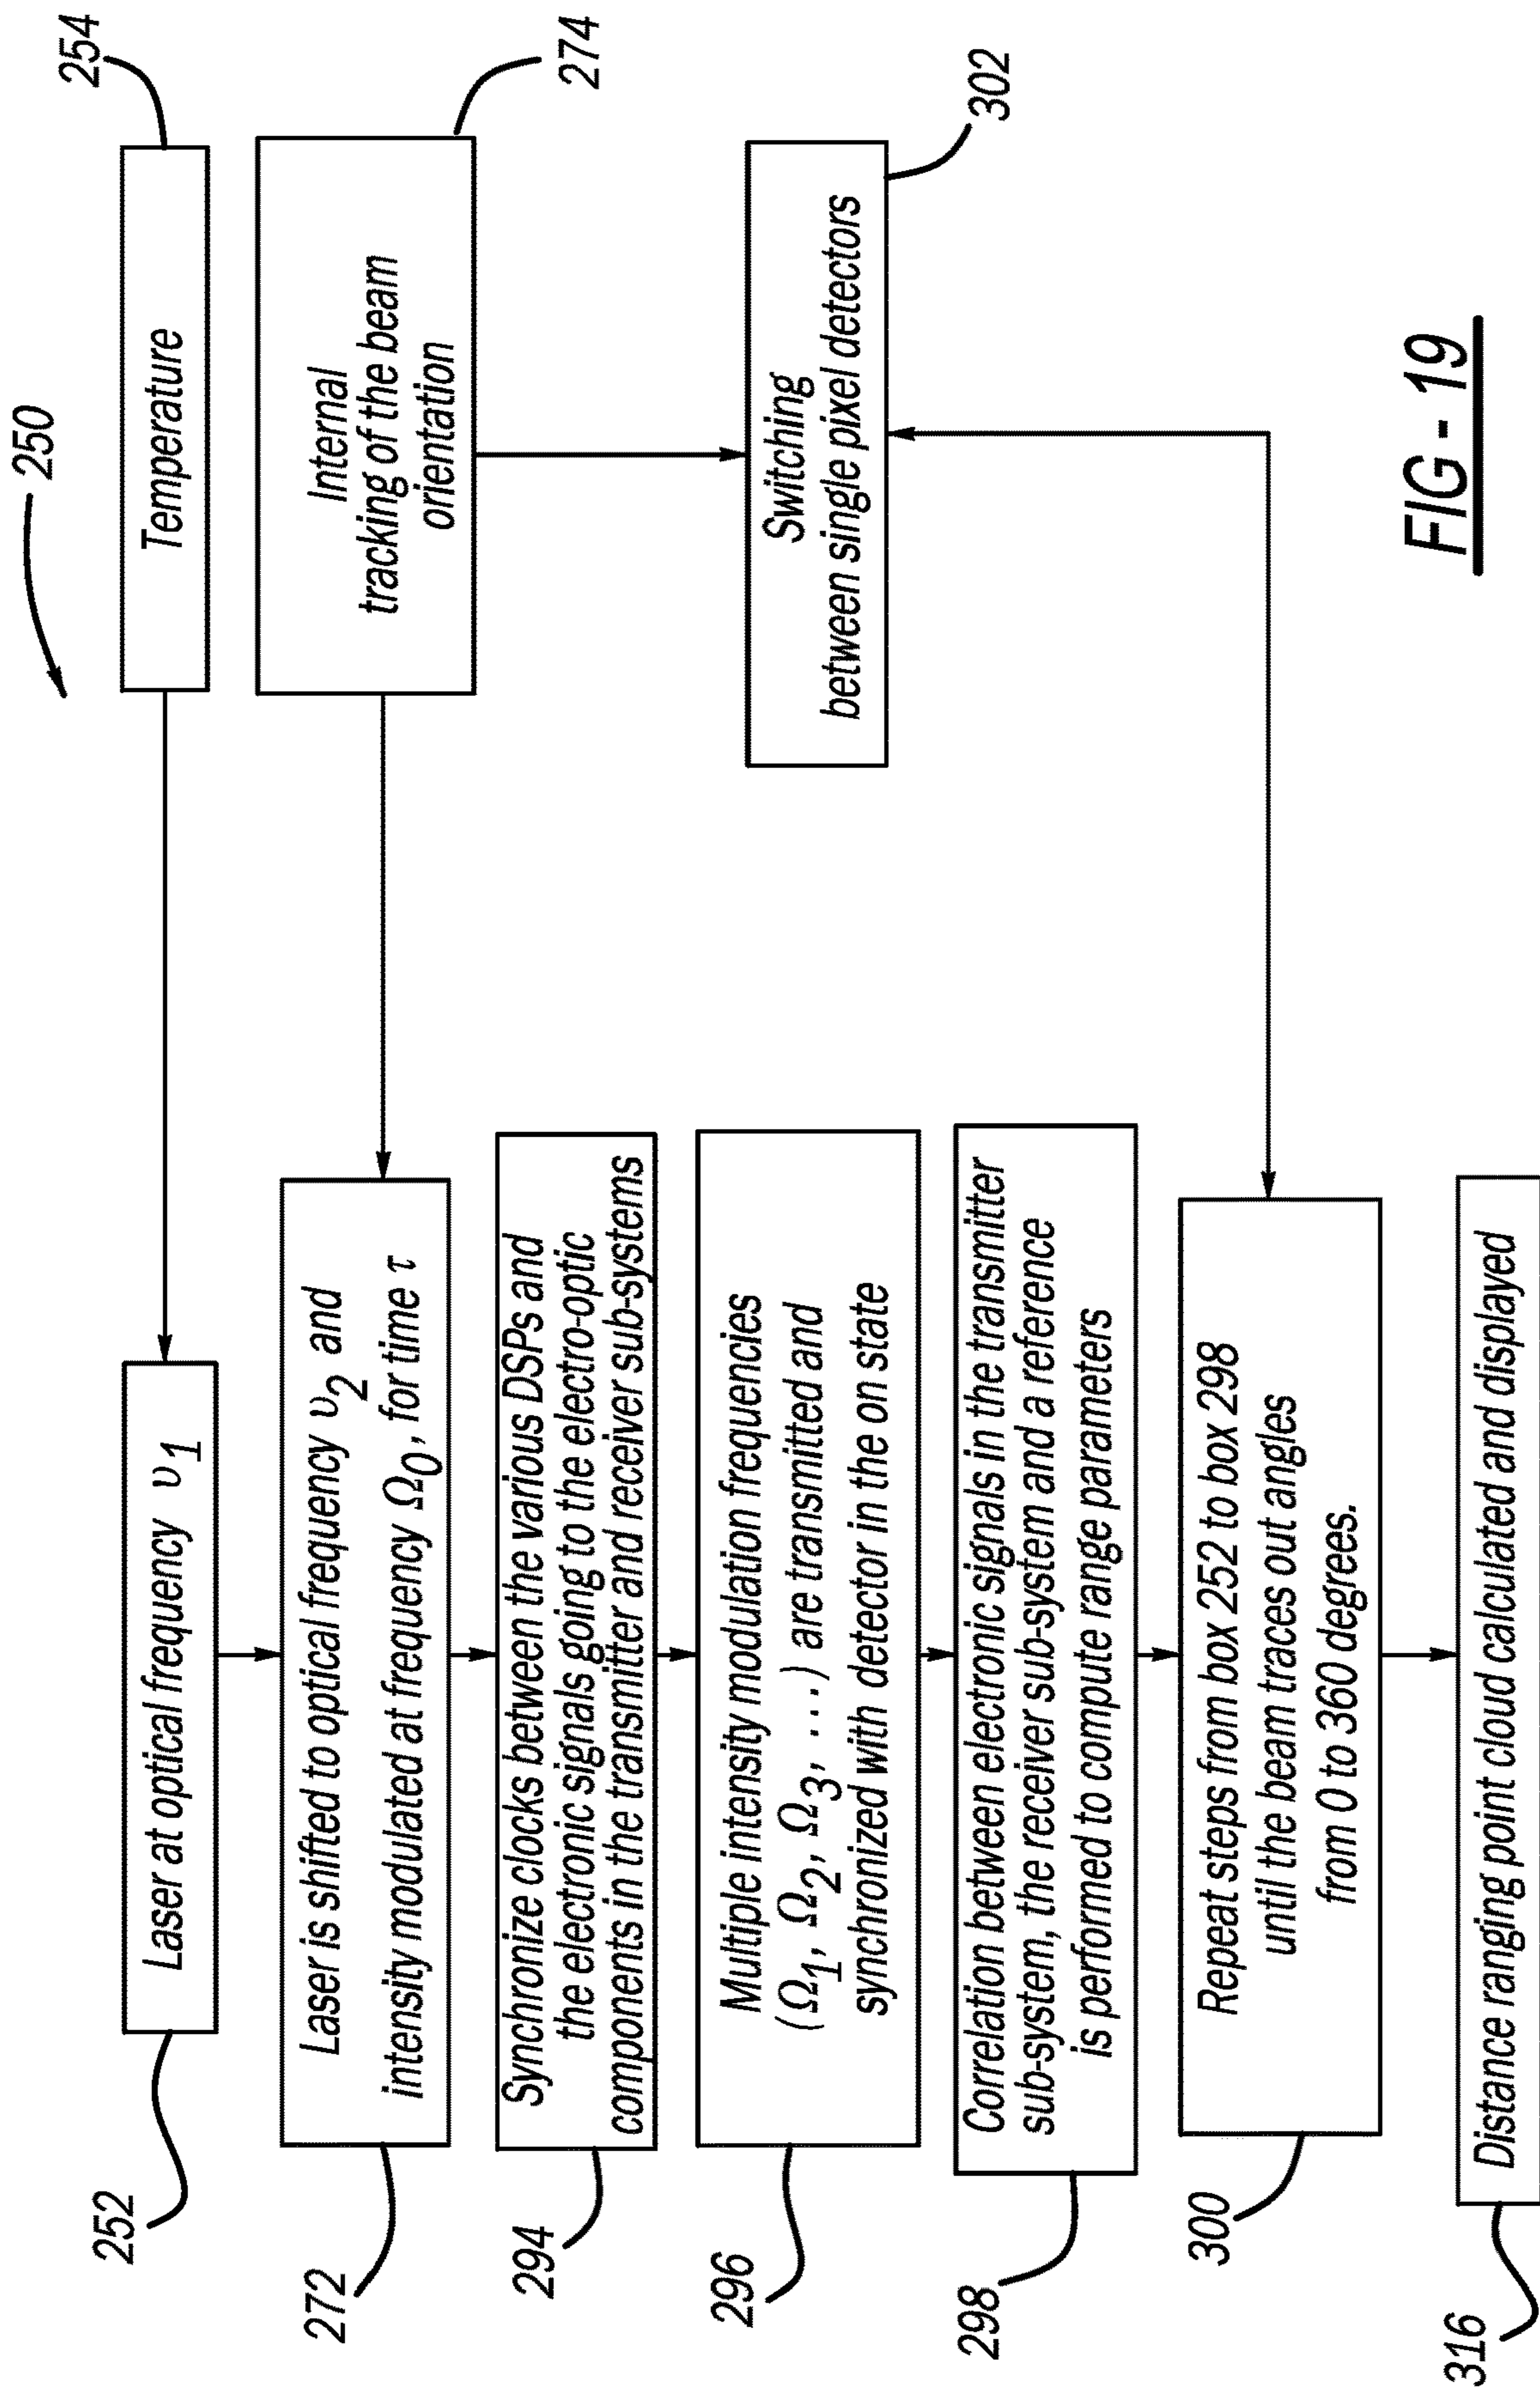 250
252
Laser at optical frequency υ1
Temperature
254
272
Laser is shifted to optical frequency υ2 and
intensity modulated at frequency Ω0, for time τ
Internal
tracking of the beam
orientation
274
294
Synchronize clocks between the various DSPs and
the electronic signals going to the electro-optic
components in the transmitter and receiver sub-systems
296
Multiple intensity modulation frequencies
(Ω1, Ω2, Ω3, ...) are transmitted and
synchronized with detector in the on state
Switching
between single pixel detectors
302
298
Correlation between electronic signals in the transmitter
sub-system, the receiver sub-system and a reference
is performed to compute range parameters
300
Repeat steps from box 252 to box 298
until the beam traces out angles
from 0 to 360 degrees.
316
Distance ranging point cloud calculated and displayed
FIG - 19